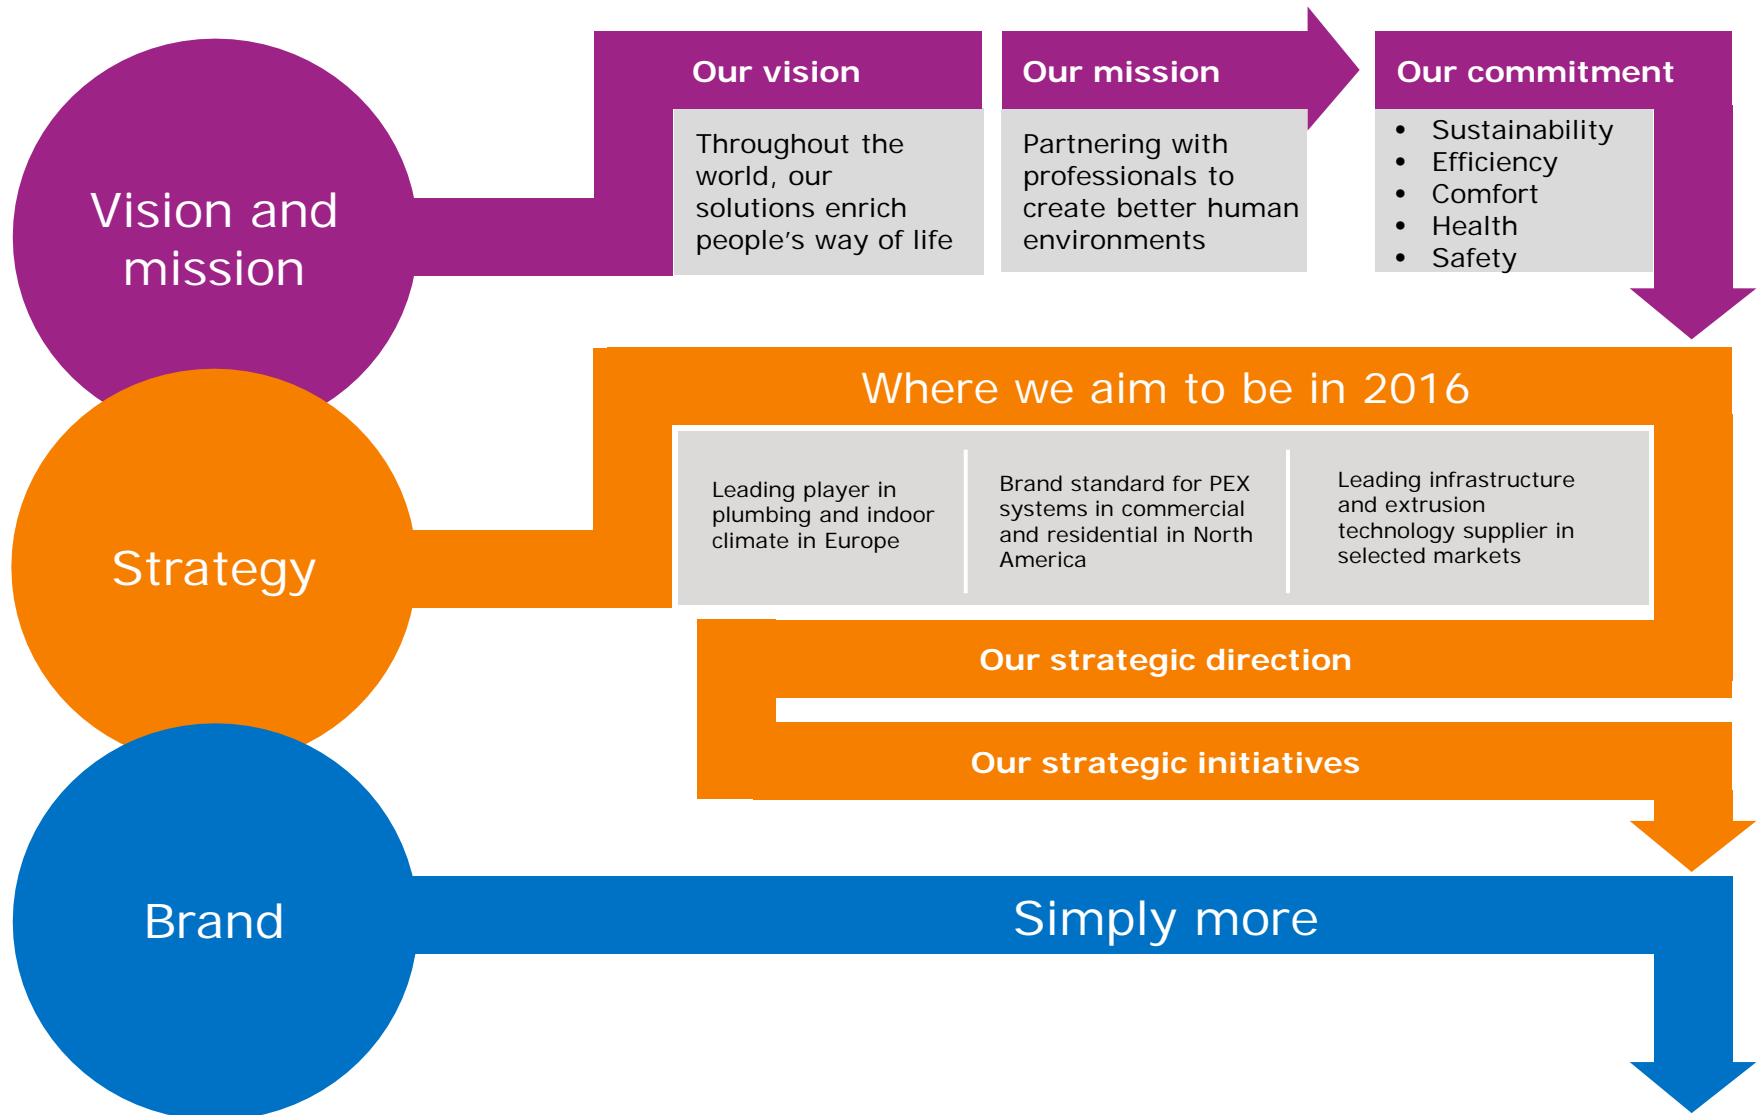 Vision and
mission
Our vision
Throughout the
world, our
solutions enrich
people's way of life
Our mission
Partnering with
professionals to
create better human
environments
Our commitment
• Sustainability
• Efficiency
• Comfort
• Health
• Safety
Strategy
Where we aim to be in 2016
Leading player in
plumbing and indoor
climate in Europe
Brand standard for PEX
systems in commercial
and residential in North
America
Leading infrastructure
and extrusion
technology supplier in
selected markets
Our strategic direction
Our strategic initiatives
Brand
Simply more